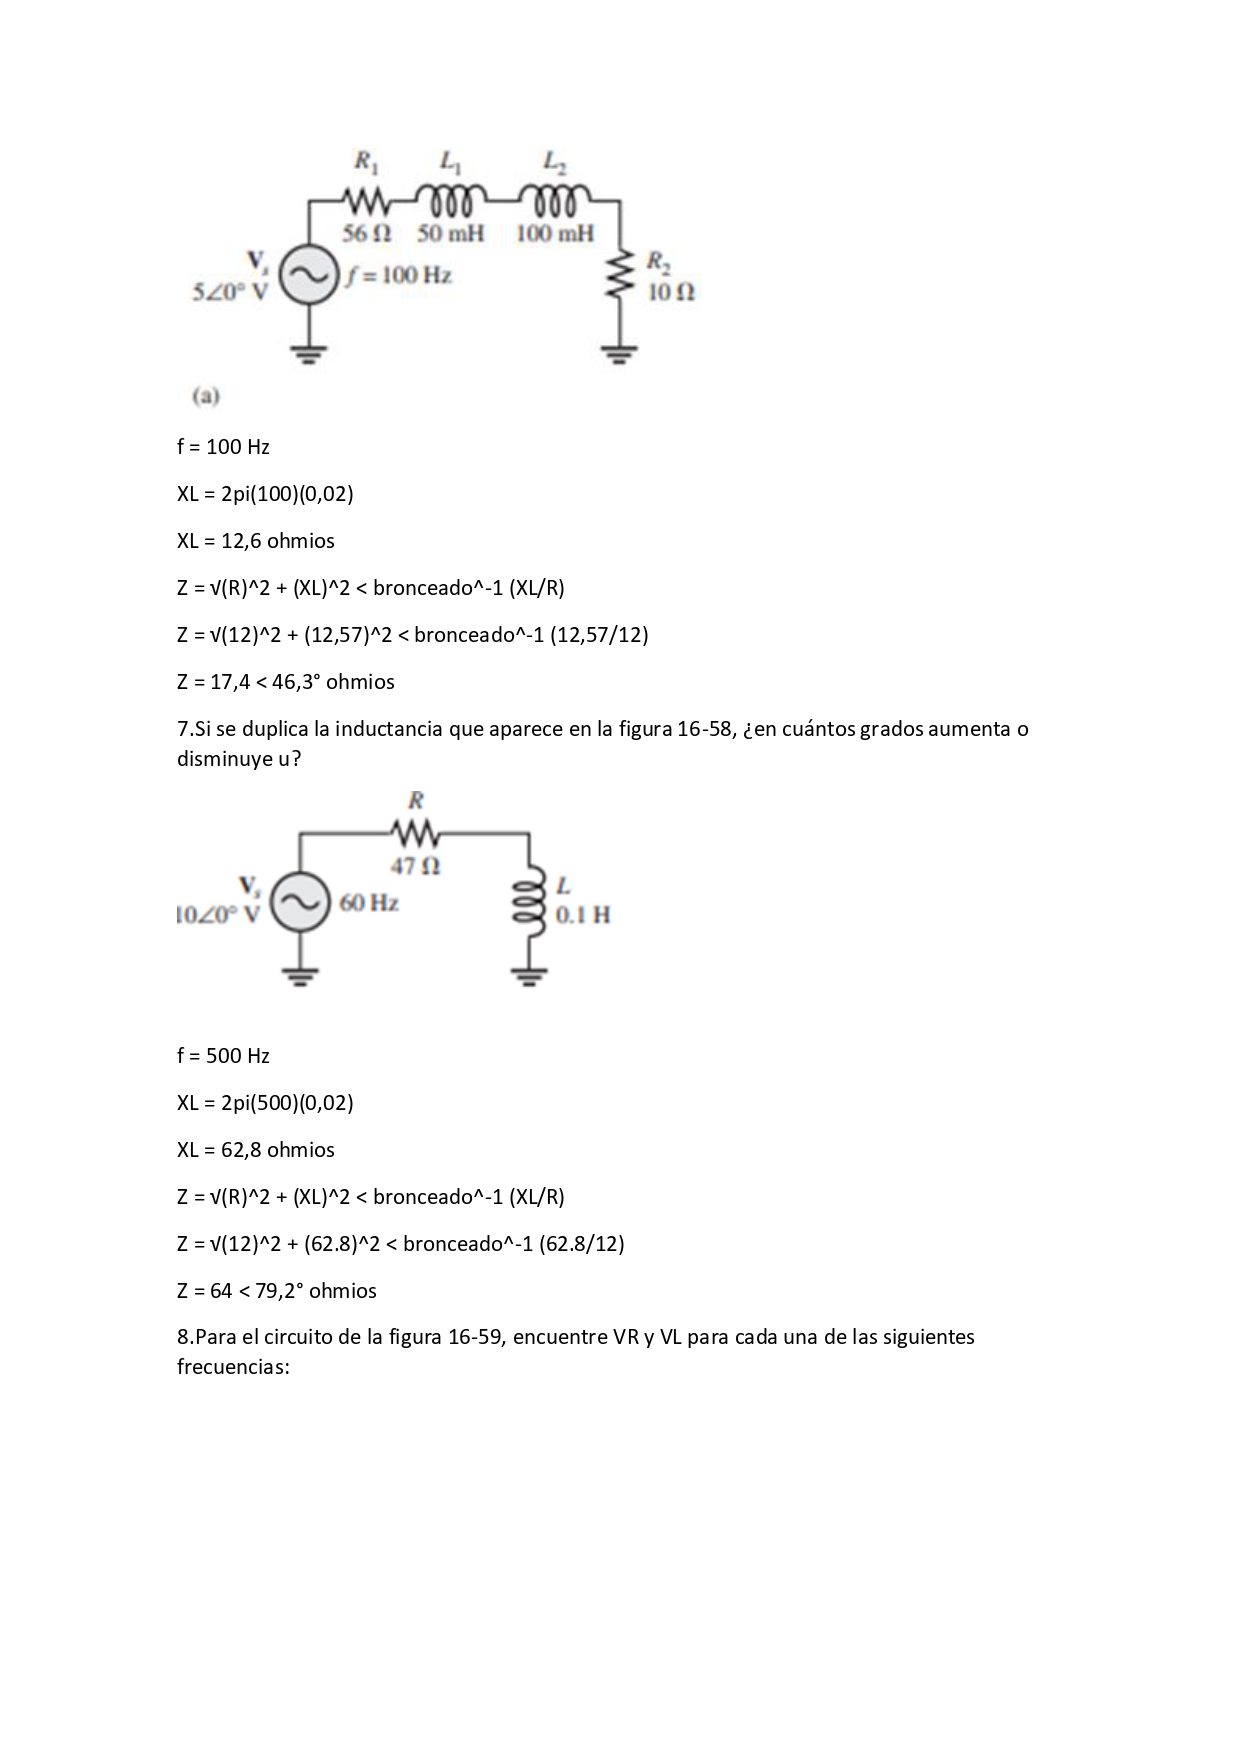 R₁ L₁ L₂
56 Ω 50 mH 100 mH
Vₛ
5∠0° V
f = 100 Hz
R₂
10 Ω
(a)
f = 100 Hz
XL = 2pi(100)(0,02)
XL = 12,6 ohmios
Z = √(R)^2 + (XL)^2 < bronceado^-1 (XL/R)
Z = √(12)^2 + (12,57)^2 < bronceado^-1 (12,57/12)
Z = 17,4 < 46,3° ohmios
7.Si se duplica la inductancia que aparece en la figura 16-58, ¿en cuántos grados aumenta o
disminuye u?
R
47 Ω
Vₛ
10∠0° V
60 Hz
L
0.1 H
f = 500 Hz
XL = 2pi(500)(0,02)
XL = 62,8 ohmios
Z = √(R)^2 + (XL)^2 < bronceado^-1 (XL/R)
Z = √(12)^2 + (62.8)^2 < bronceado^-1 (62.8/12)
Z = 64 < 79,2° ohmios
8.Para el circuito de la figura 16-59, encuentre VR y VL para cada una de las siguientes
frecuencias: